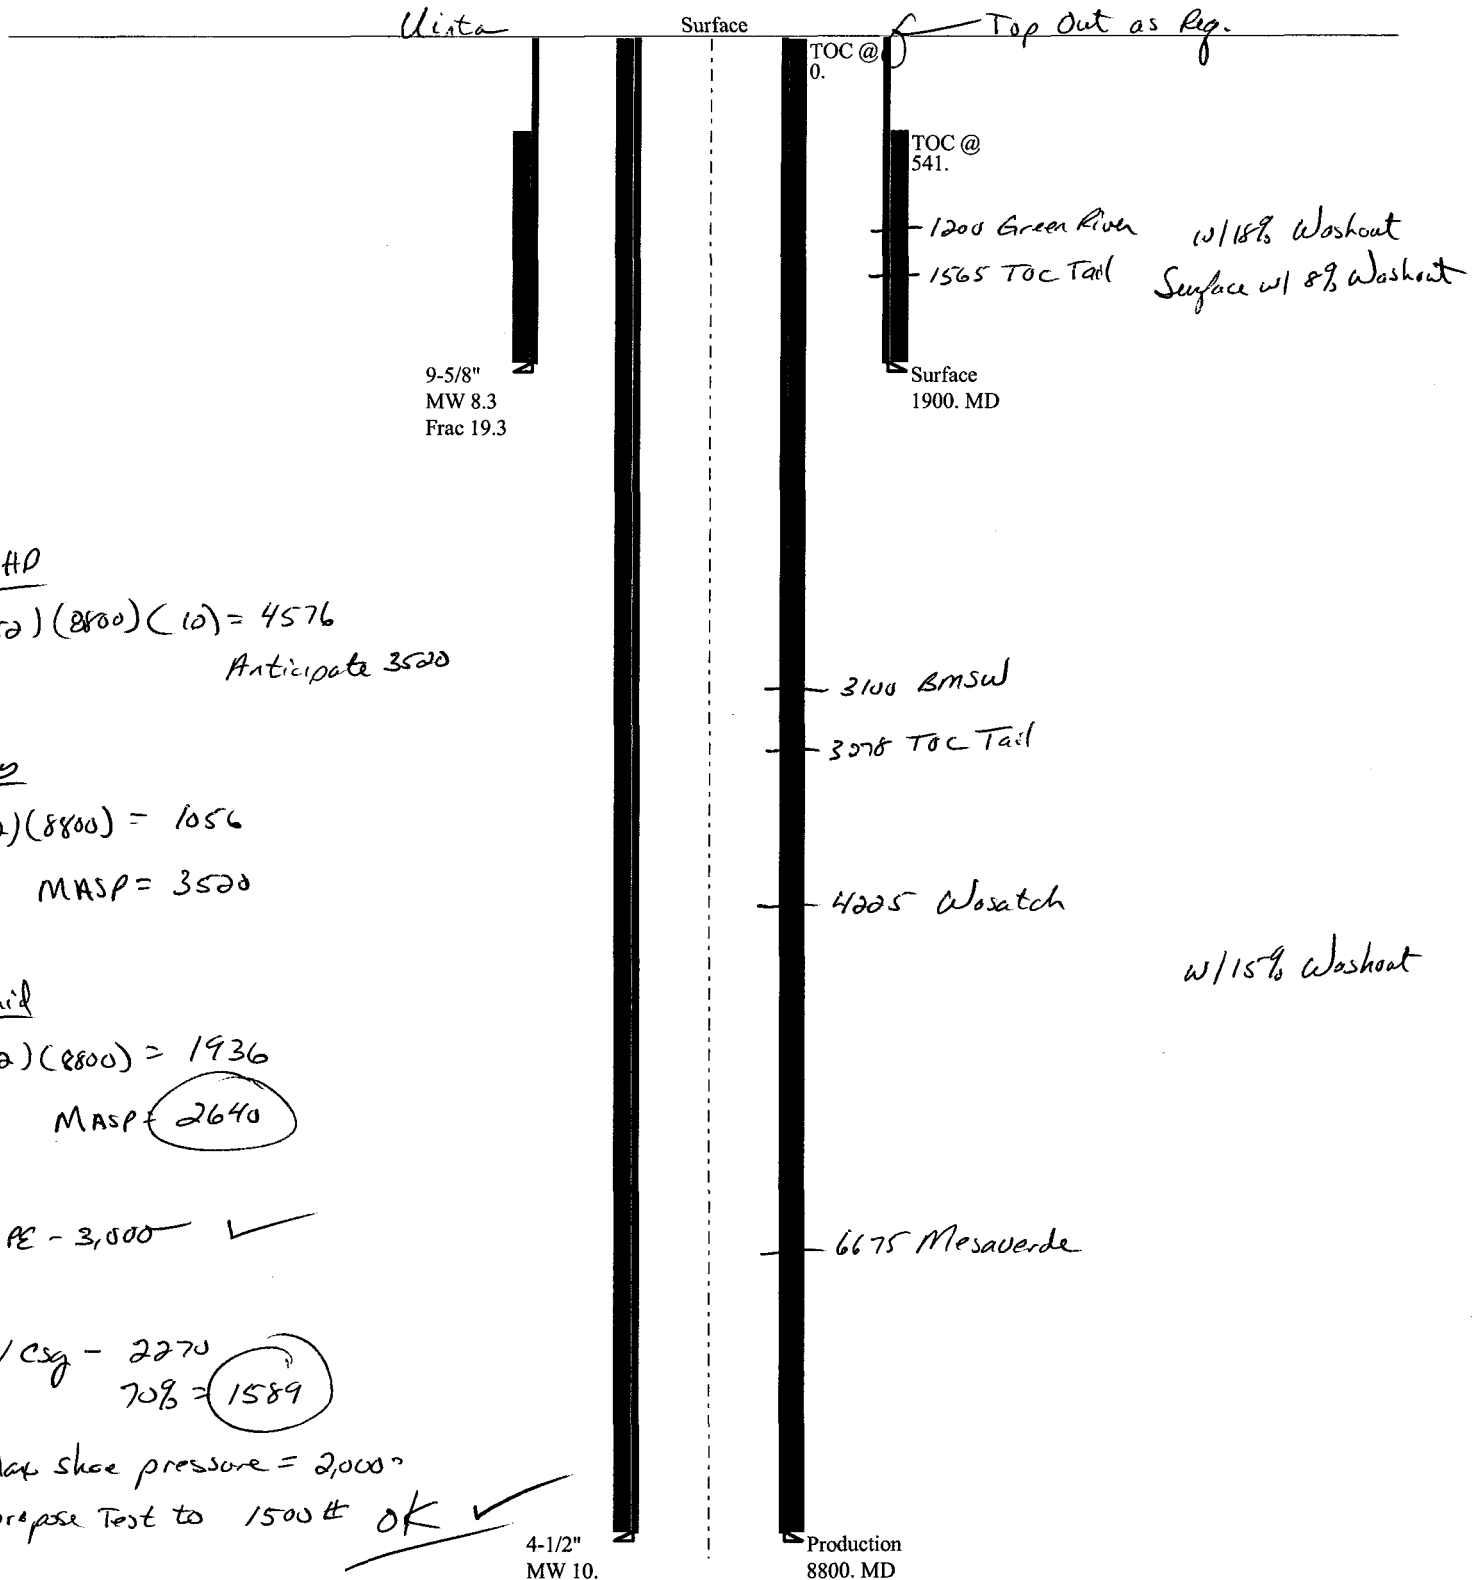 Uinta
Surface
Top Out as Req.
TOC @
0.
TOC @
541.
1200 Green River w/18% Washout
1565 TOC Tail Surface w/ 8% Washout
9-5/8"
MW 8.3
Frac 19.3
Surface
1900. MD
HD
)(8800)(10)= 4576
Anticipate 3520
3100 BMSW
3278 TOC Tail
)(8800) = 1056
MASP = 3520
4225 Wasatch
w/15% Washout
)(8800) = 1936
MASP = 2640
PE - 3,000
6675 Mesaverde
/ Csg - 2270
70% = 1589
shoe pressure = 2,000
Test to 1500# OK
4-1/2"
MW 10.
Production
8800. MD